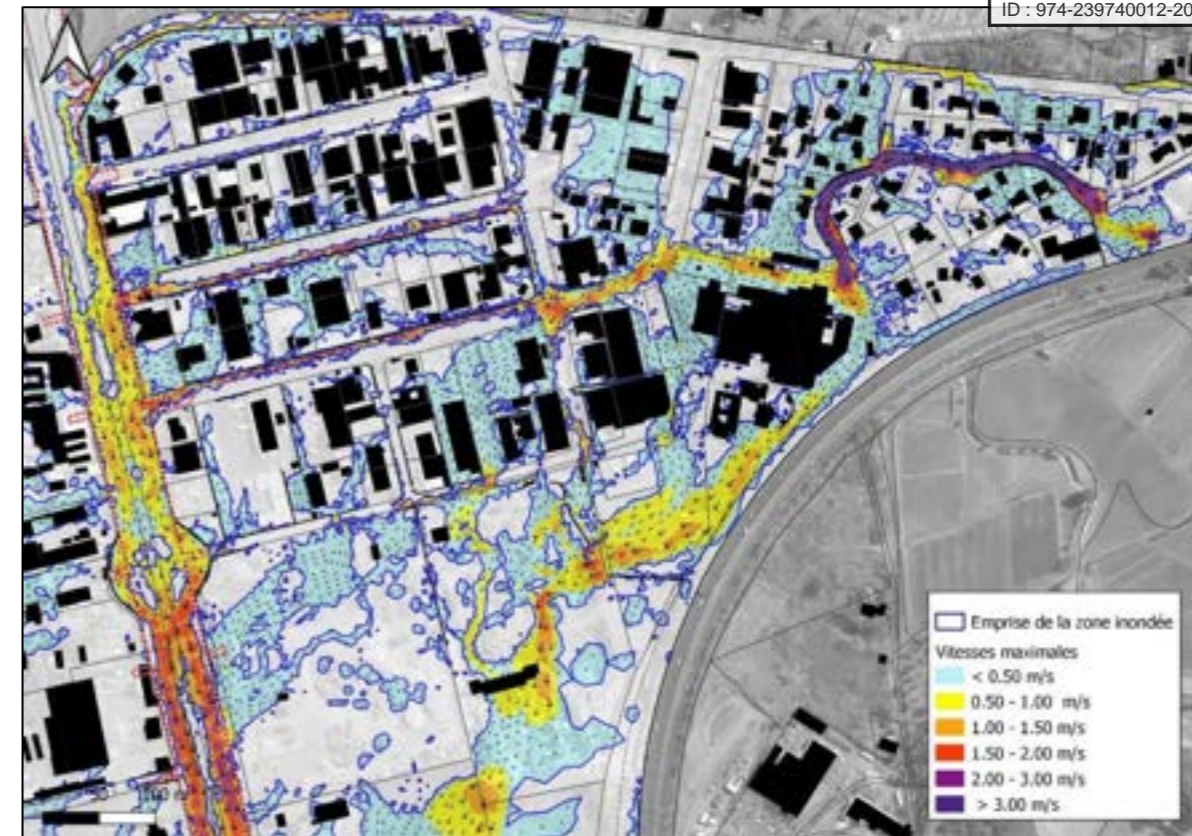 ID : 974-239740012-20
Emprise de la zone inondée
Vitesses maximales
< 0.50 m/s
0.50 - 1.00 m/s
1.00 - 1.50 m/s
1.50 - 2.00 m/s
2.00 - 3.00 m/s
> 3.00 m/s